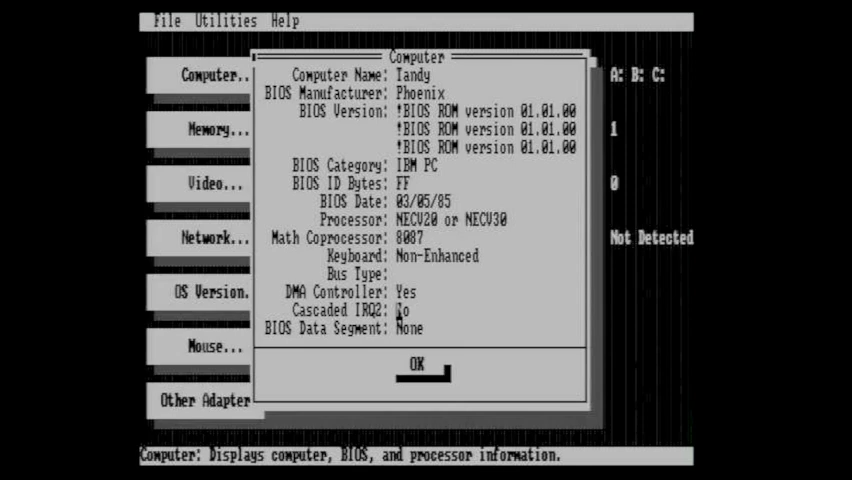 File Utilities Help
Computer
Computer.. Computer Name: Tandy A: B: C:
BIOS Manufacturer: Phoenix
BIOS Version: !BIOS ROM version 01.01.00
Memory... !BIOS ROM version 01.01.00 1
!BIOS ROM version 01.01.00
BIOS Category: IBM PC
Video... BIOS ID Bytes: FF 0
BIOS Date: 03/05/85
Processor: NECV20 or NECV30
Network... Math Coprocessor: 8087 Not Detected
Keyboard: Non-Enhanced
Bus Type:
OS Version. DMA Controller: Yes
Cascaded IRQ2: No
BIOS Data Segment: None
Mouse...
OK
Other Adapter
Computer: Displays computer, BIOS, and processor information.